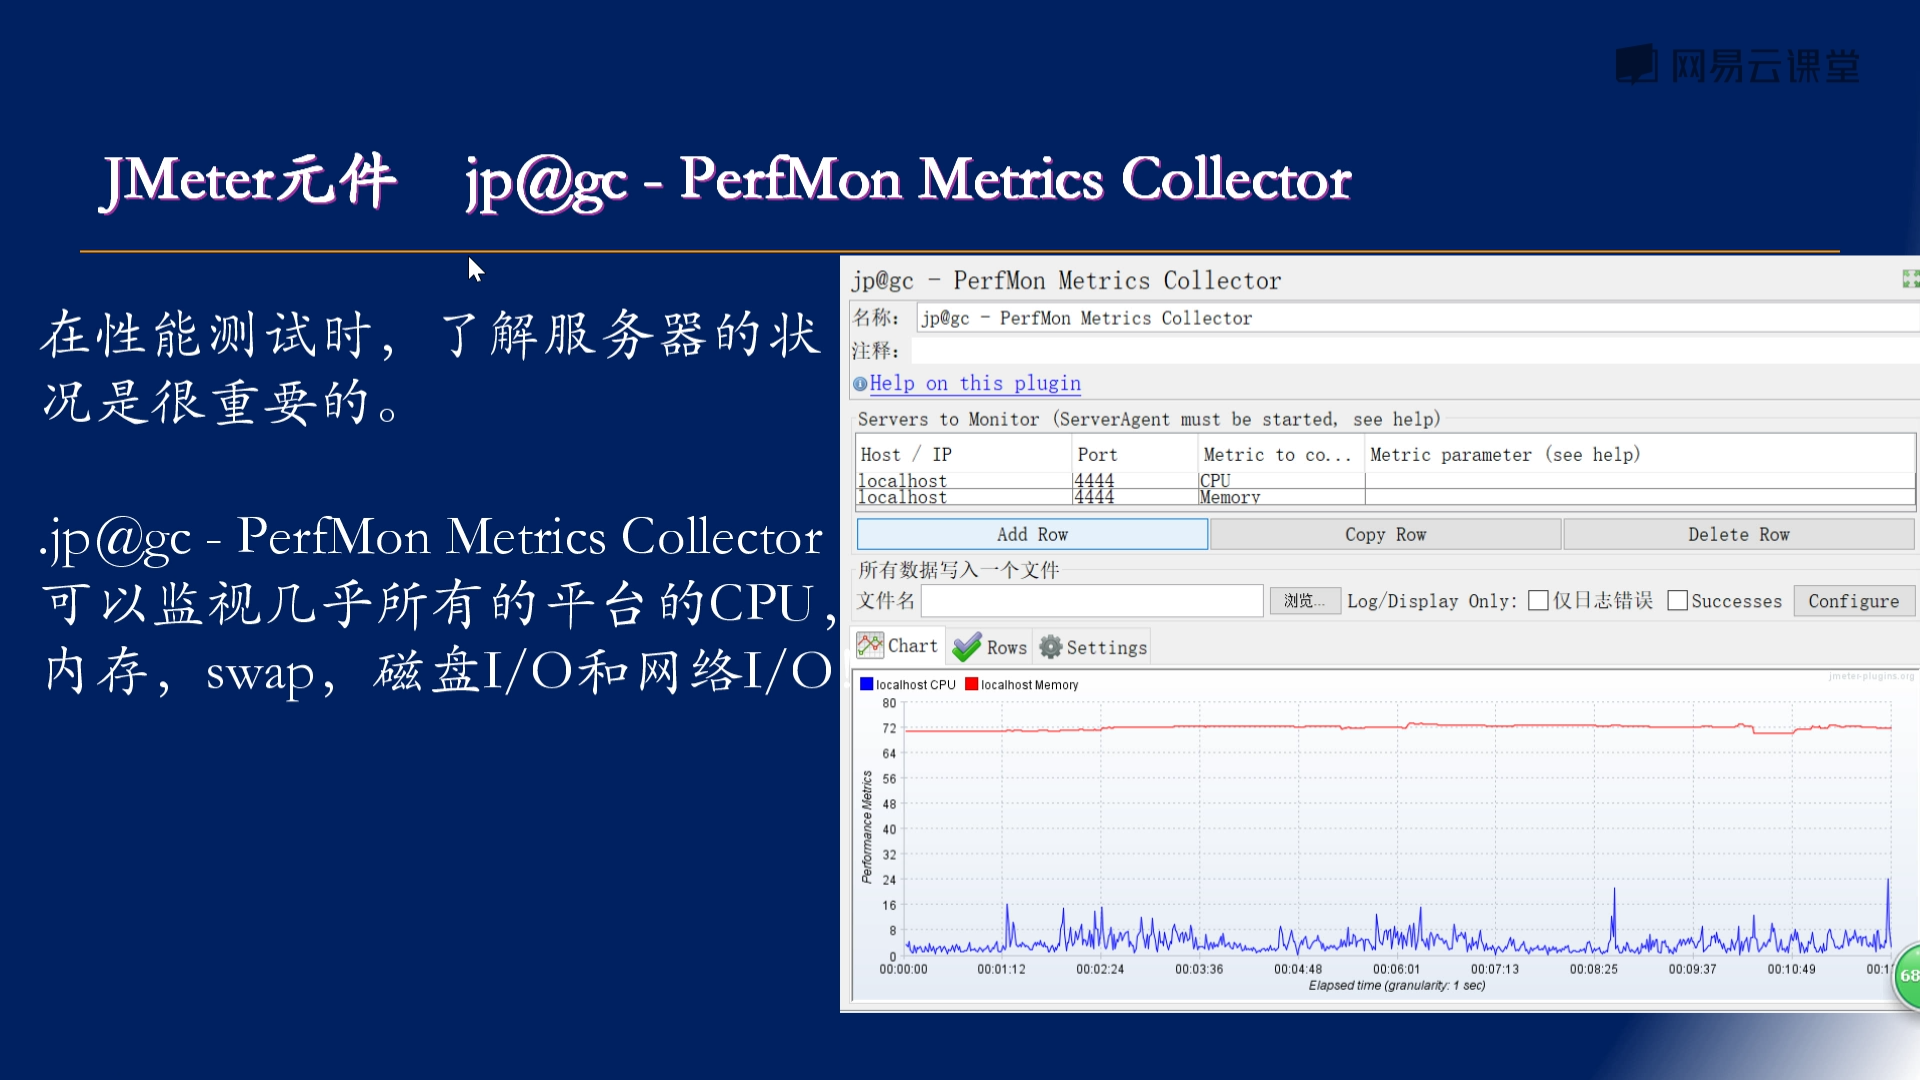 网易云课堂
JMeter元件 jp@gc - PerfMon Metrics Collector
在性能测试时，了解服务器的状
况是很重要的。
.jp@gc - PerfMon Metrics Collector
可以监视几乎所有的平台的CPU，
内存，swap，磁盘I/O和网络I/O
jp@gc - PerfMon Metrics Collector
名称： jp@gc - PerfMon Metrics Collector
注释：
Help on this plugin
Servers to Monitor (ServerAgent must be started, see help)
Host / IP Port Metric to co... Metric parameter (see help)
localhost 4444 CPU
localhost 4444 Memory
Add Row Copy Row Delete Row
所有数据写入一个文件
文件名 浏览... Log/Display Only: 仅日志错误 Successes Configure
Chart Rows Settings
localhost CPU localhost Memory
jmeter-plugins.org
80
72
64
56
48
40
32
24
16
8
0
Performance Metrics
00:00:00 00:01:12 00:02:24 00:03:36 00:04:48 00:06:01 00:07:13 00:08:25 00:09:37 00:10:49 00:1
Elapsed time (granularity: 1 sec)
68